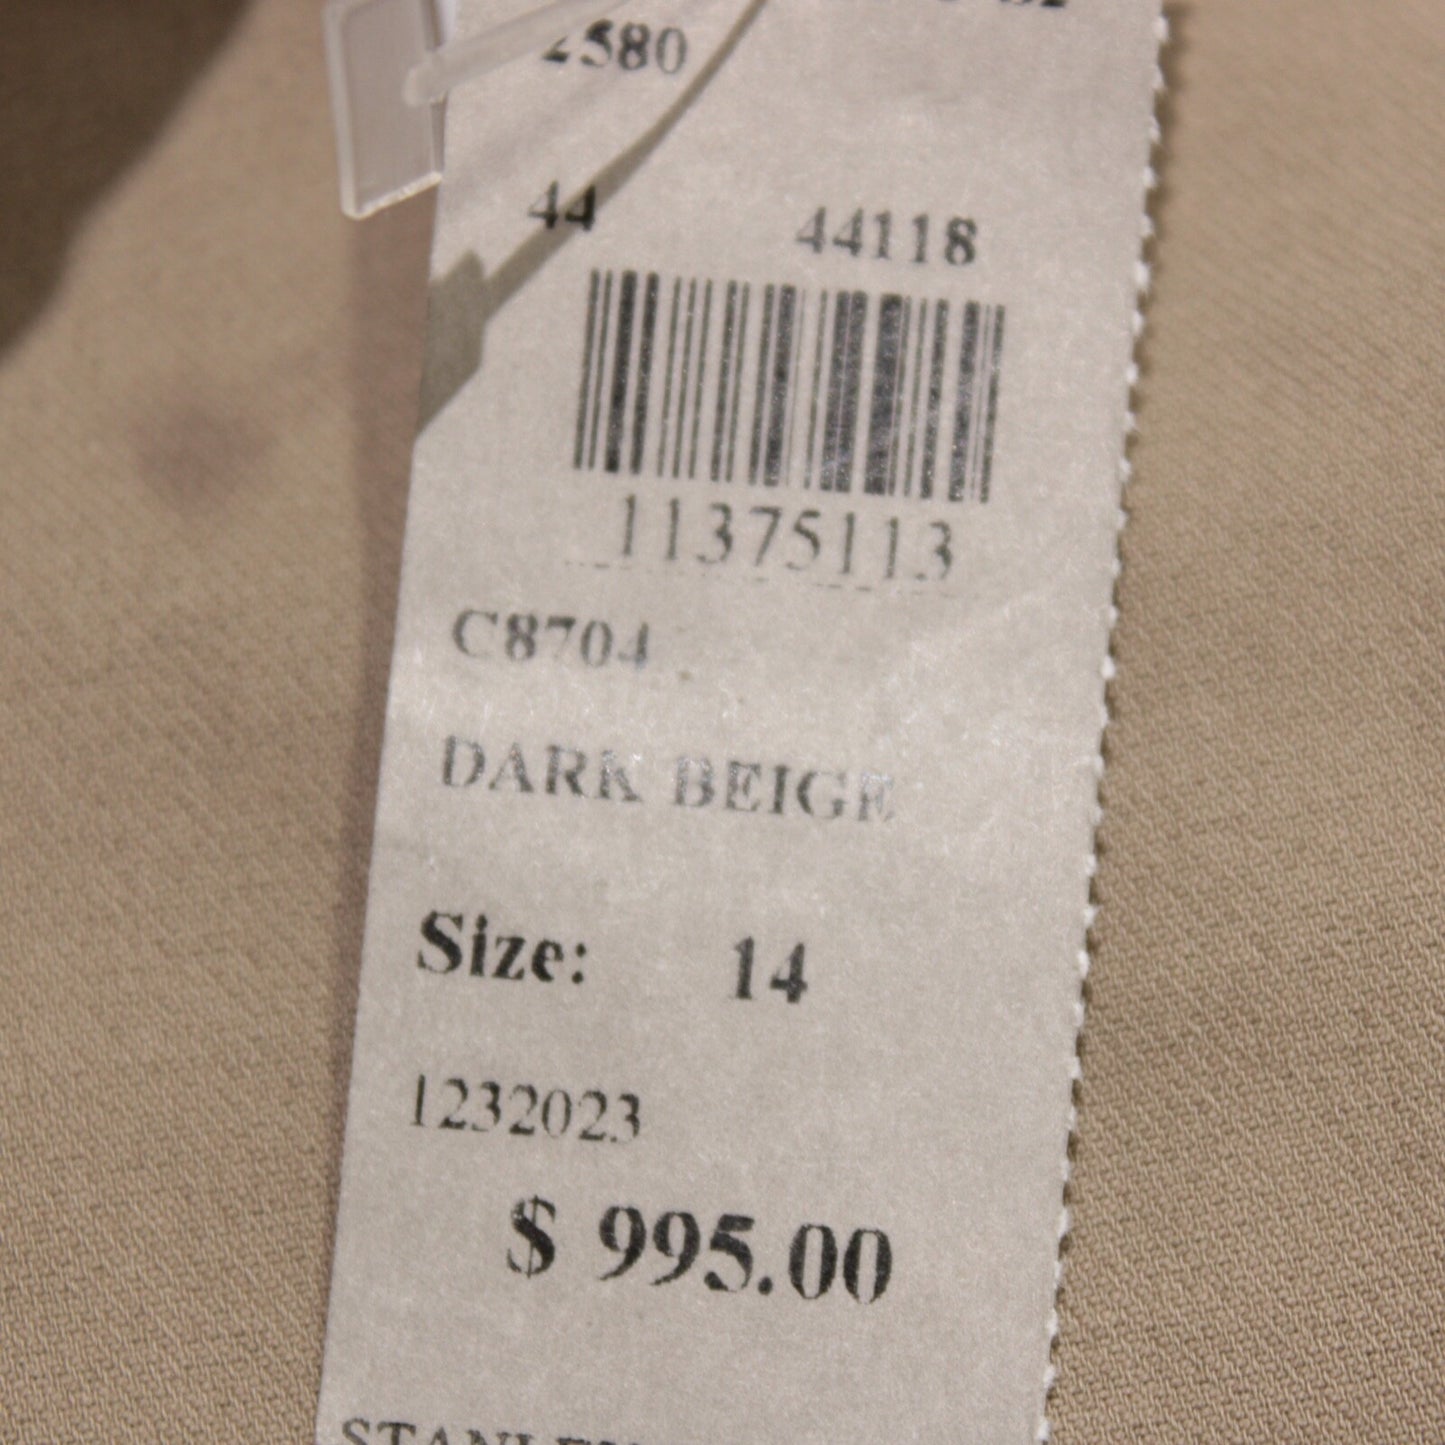 2580
44 44118
11375113
C8704
DARK BEIGE
Size: 14
1232023
$ 995.00